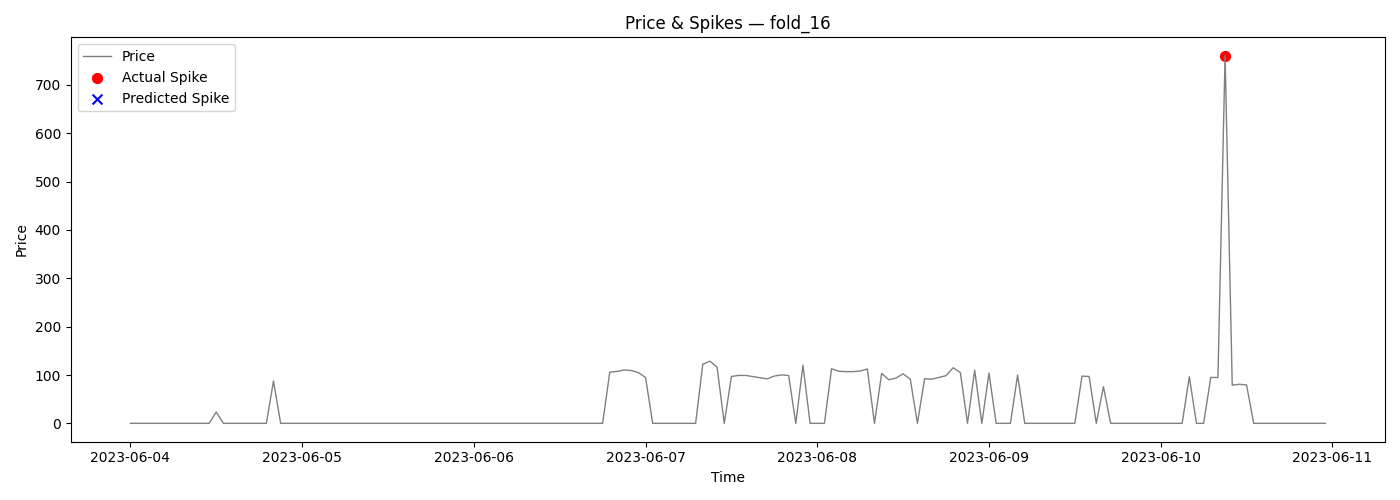 Price & Spikes — fold_16
Price
Actual Spike
Predicted Spike
700
600
500
400
300
200
100
0
Price
2023-06-04
2023-06-05
2023-06-06
2023-06-07
2023-06-08
2023-06-09
2023-06-10
2023-06-11
Time